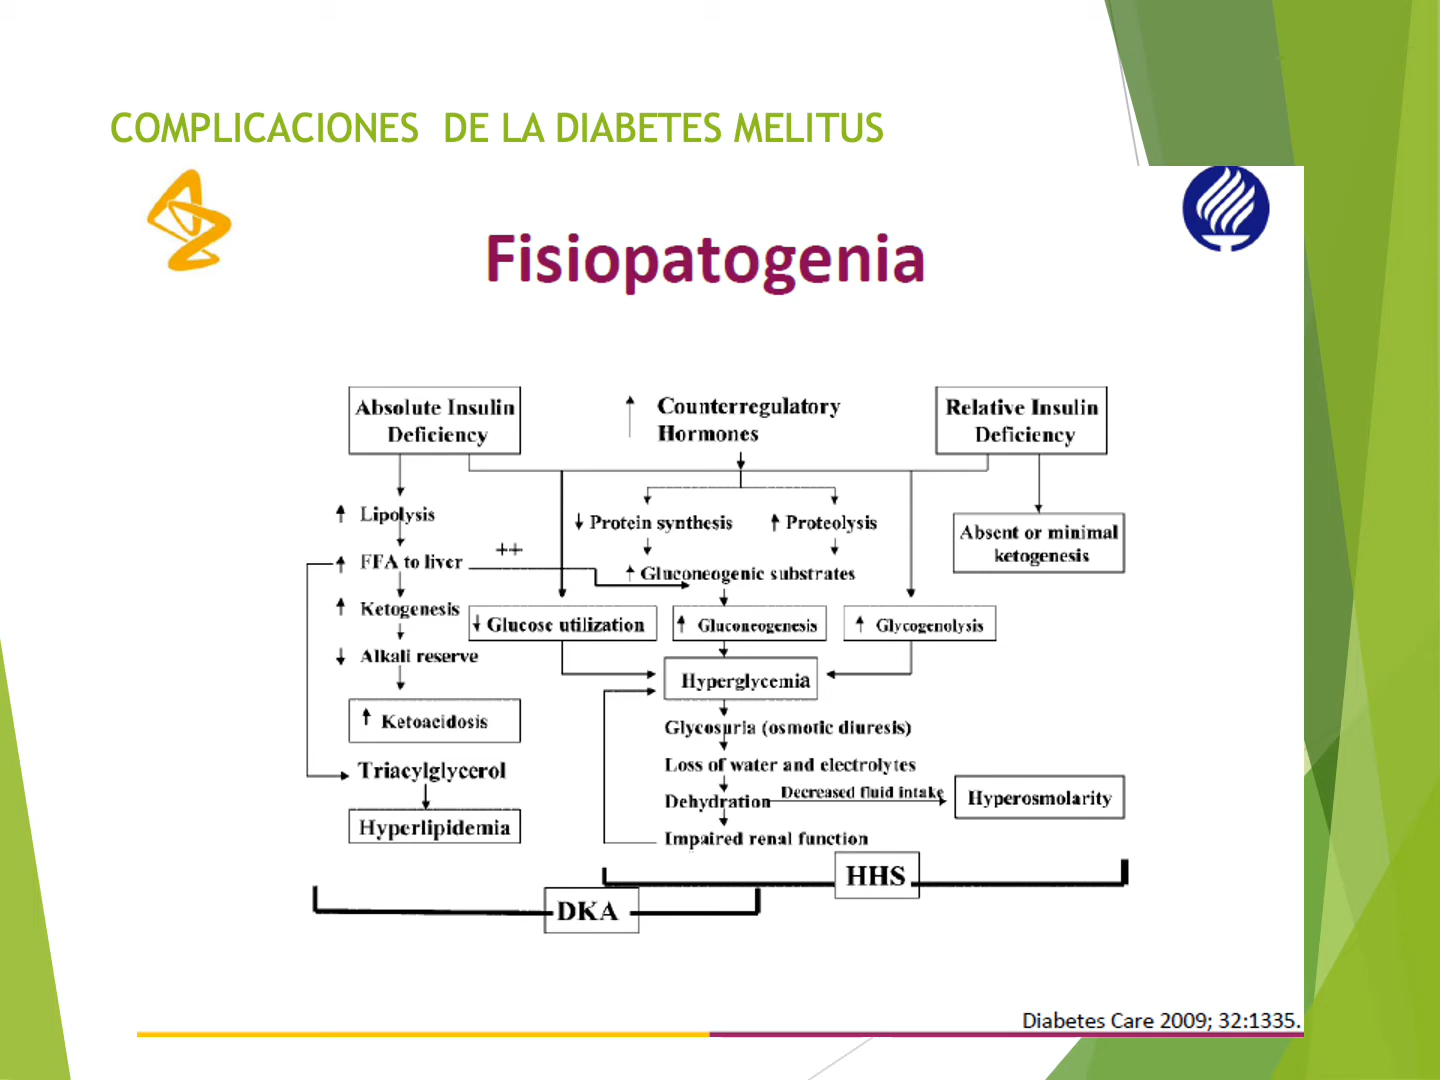 COMPLICACIONES DE LA DIABETES MELITUS
Fisiopatogenia
Absolute Insulin
Deficiency
↑ Counterregulatory
Hormones
Relative Insulin
Deficiency
↑ Lipolysis
↓ Protein synthesis
↑ Proteolysis
Absent or minimal
ketogenesis
++
↑ FFA to liver
↑ Gluconeogenic substrates
↑ Ketogenesis
↓ Glucose utilization
↑ Gluconeogenesis
↑ Glycogenolysis
↓ Alkali reserve
Hyperglycemia
↑ Ketoacidosis
Glycosuria (osmotic diuresis)
Triacylglycerol
Loss of water and electrolytes
Dehydration
Decreased fluid intake
Hyperosmolarity
Hyperlipidemia
Impaired renal function
HHS
DKA
Diabetes Care 2009; 32:1335.